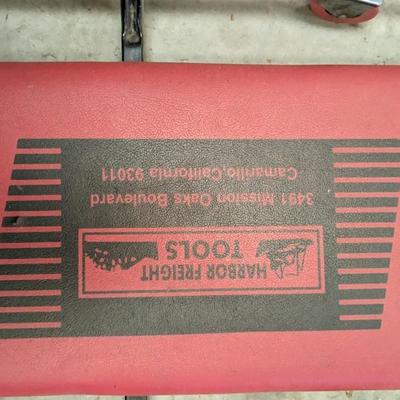 HARBOR FREIGHT
TOOLS
3491 Mission Oaks Boulevard
Camarillo, California 93011